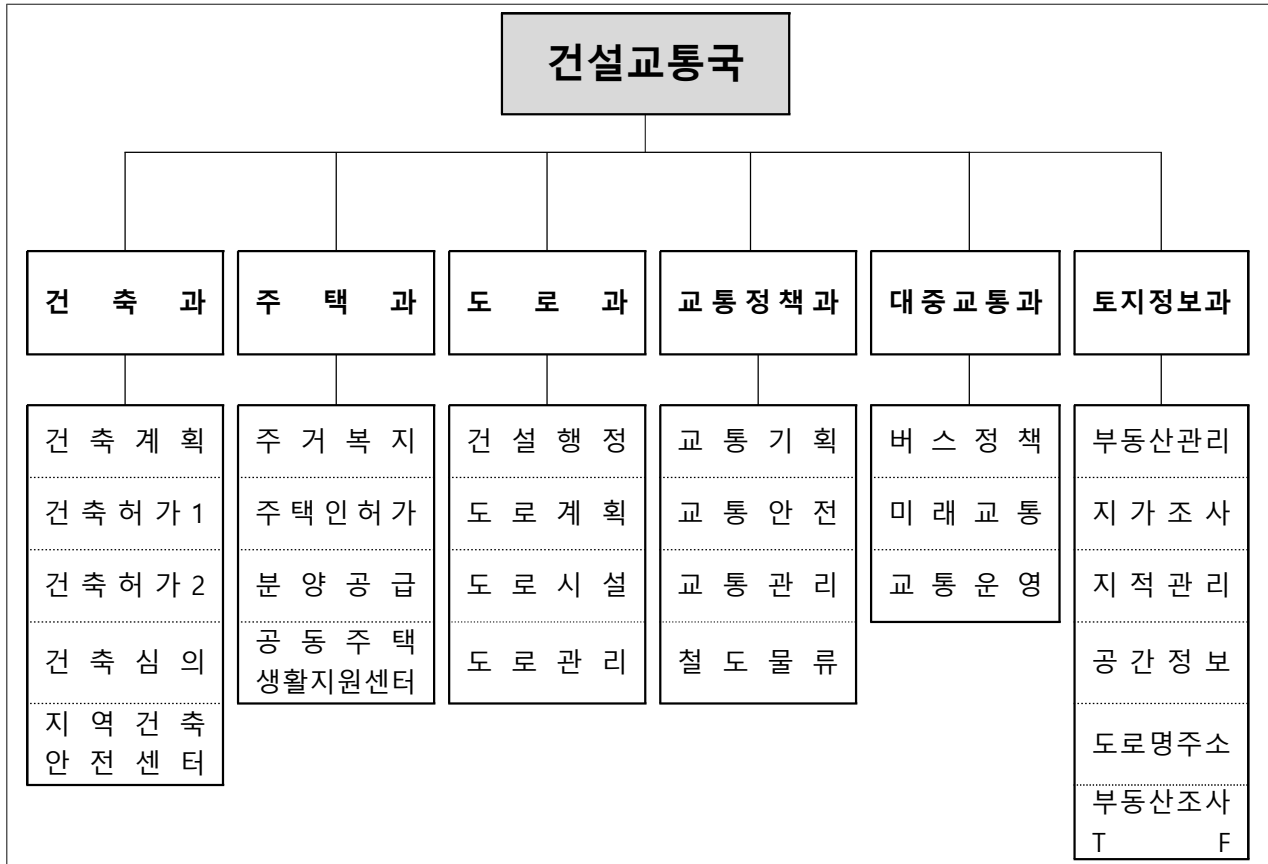 건설교통국
건축과
주택과
도로과
교통정책과
대중교통과
토지정보과
건축계획
건축허가1
건축허가2
건축심의
지역건축
안전센터
주거복지
주택인허가
분양공급
공동주택
생활지원센터
건설행정
도로계획
도로시설
도로관리
교통기획
교통안전
교통관리
철도물류
버스정책
미래교통
교통운영
부동산관리
지가조사
지적관리
공간정보
도로명주소
부동산조사
TF